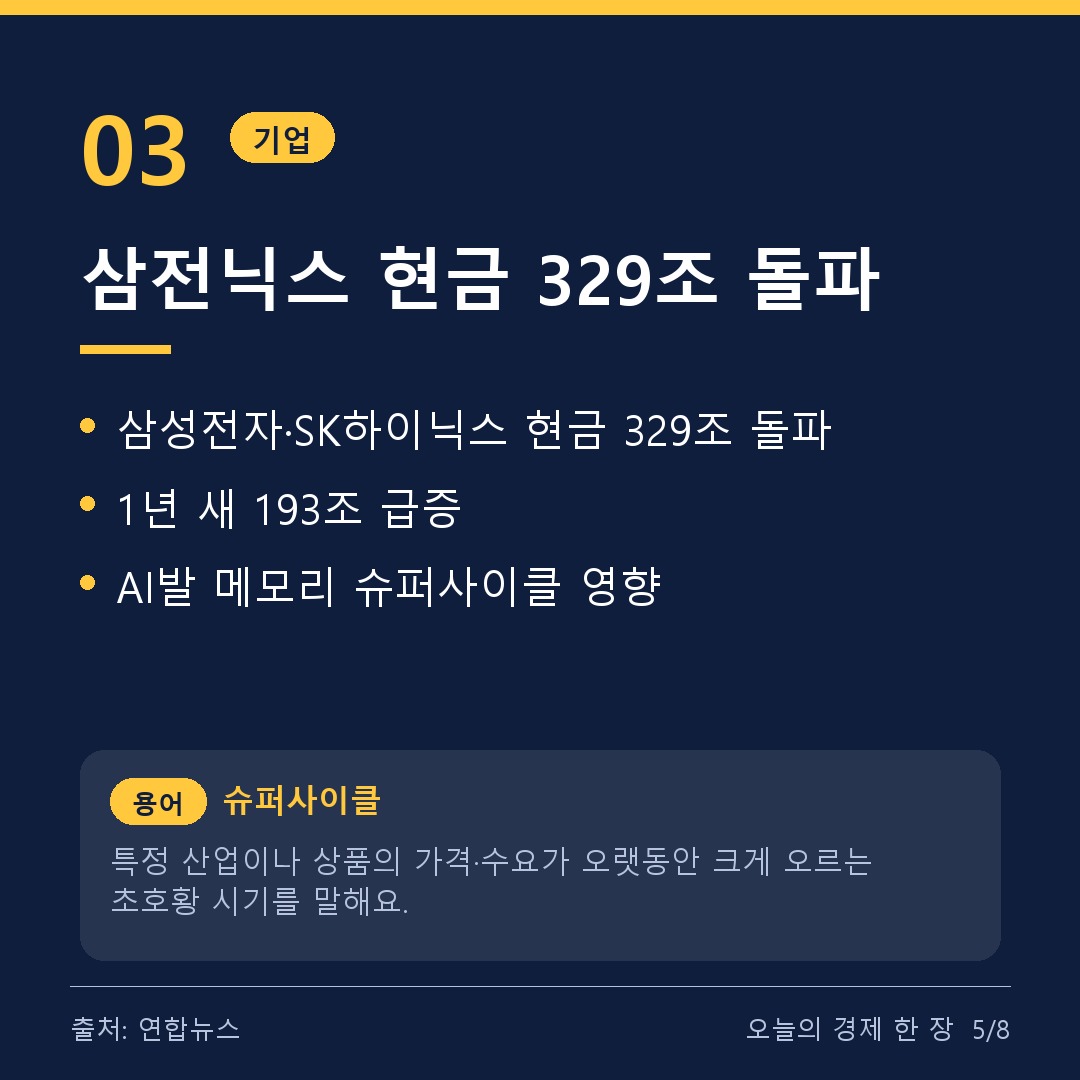 03 기업
삼전닉스 현금 329조 돌파
삼성전자·SK하이닉스 현금 329조 돌파
1년 새 193조 급증
AI발 메모리 슈퍼사이클 영향
용어 슈퍼사이클
특정 산업이나 상품의 가격·수요가 오랫동안 크게 오르는
초호황 시기를 말해요.
출처: 연합뉴스
오늘의 경제 한 장 5/8